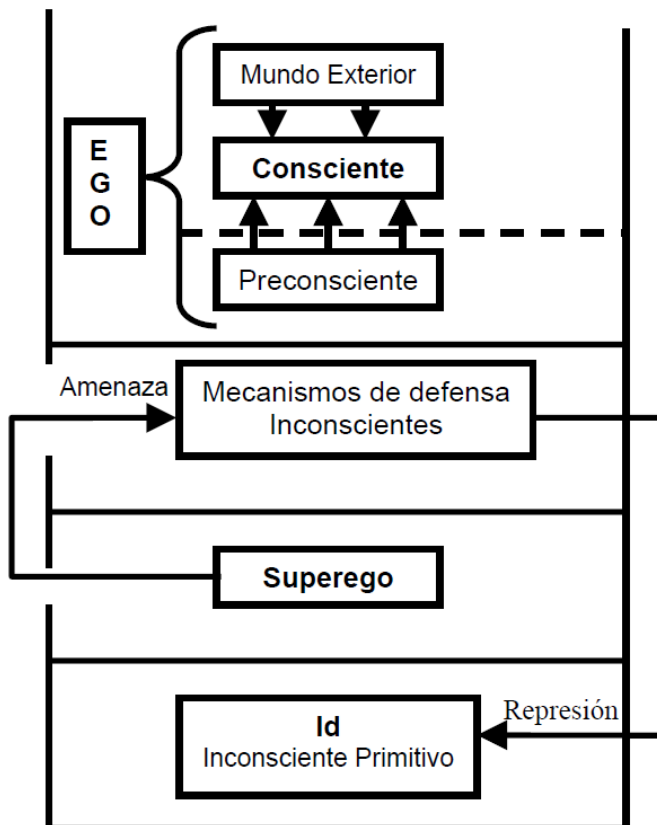 Mundo Exterior
E
G
O
Consciente
Preconsciente
Amenaza
Mecanismos de defensa
Inconscientes
Superego
Id
Inconsciente Primitivo
Represión